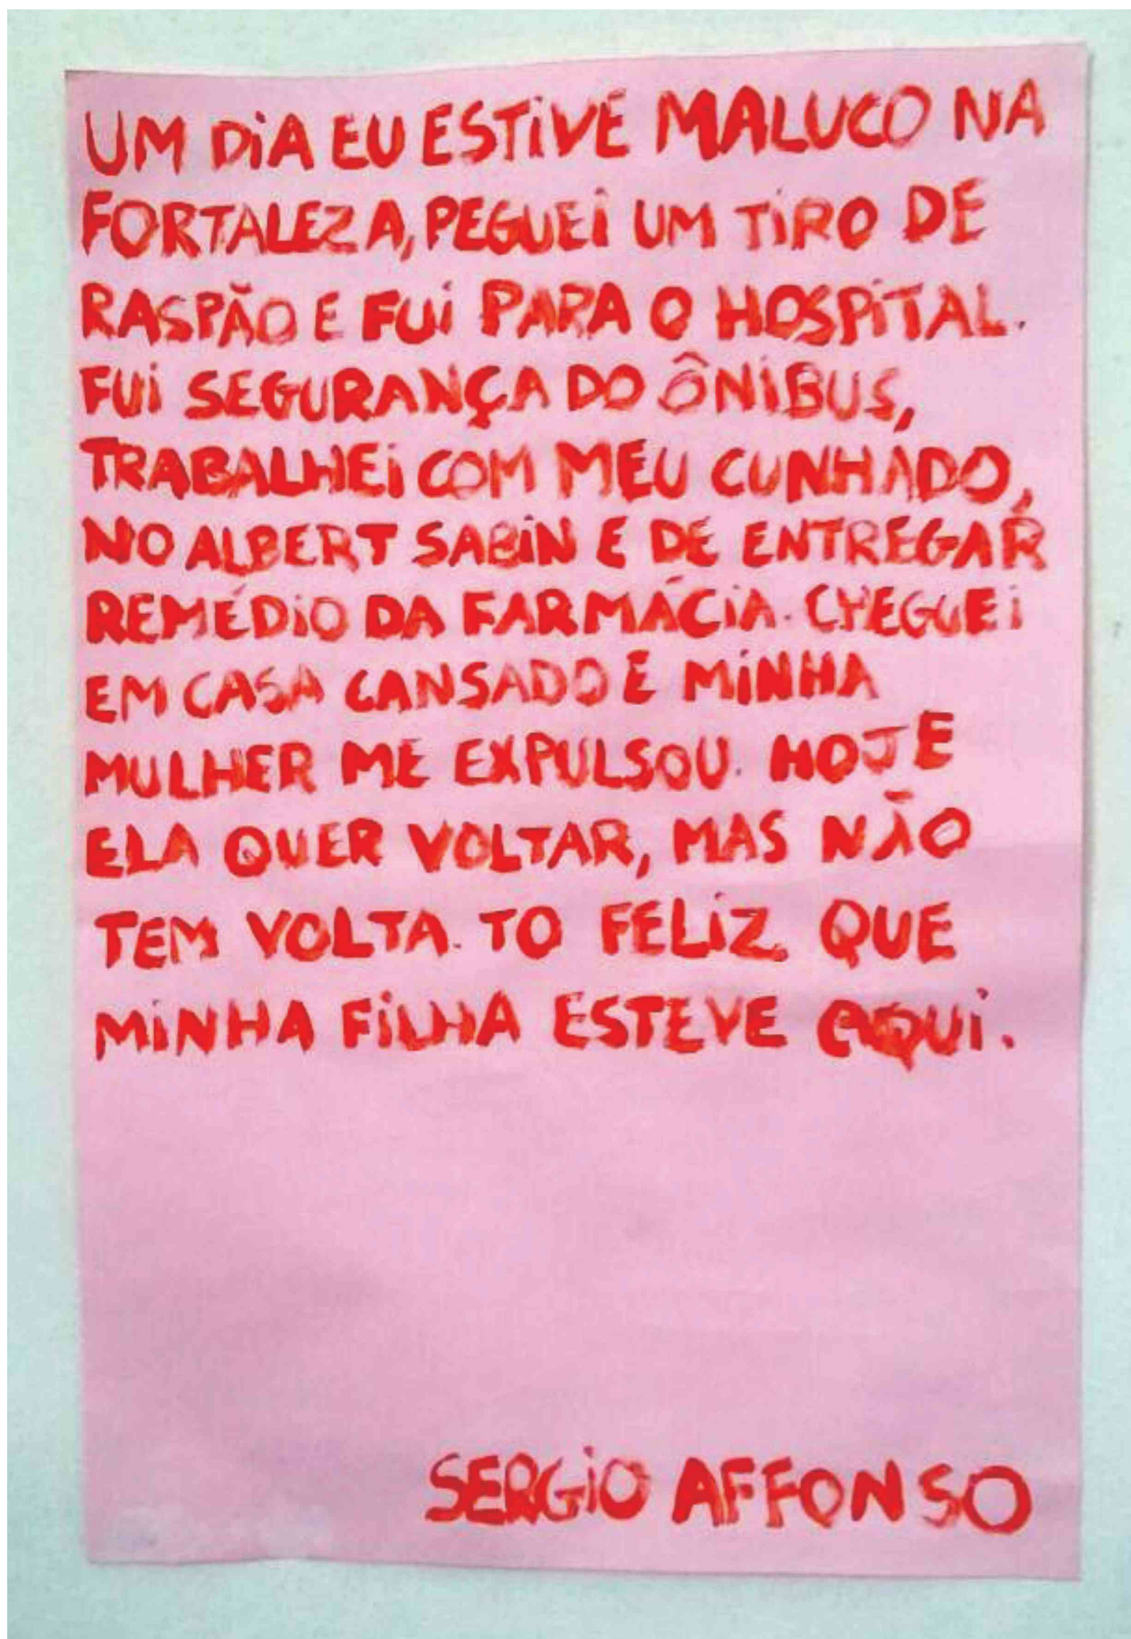 UM DIA EU ESTIVE MALUCO NA
FORTALEZA, PEGUEI UM TIRO DE
RASPÃO E FUI PARA O HOSPITAL.
FUI SEGURANÇA DO ÔNIBUS,
TRABALHEI COM MEU CUNHADO,
NO ALBERT SABIN E DE ENTREGAR
REMÉDIO DA FARMÁCIA. CHEGUEI
EM CASA CANSADO E MINHA
MULHER ME EXPULSOU. HOJE
ELA QUER VOLTAR, MAS NÃO
TEM VOLTA. TO FELIZ QUE
MINHA FILHA ESTEVE AQUI.
SERGIO AFFONSO